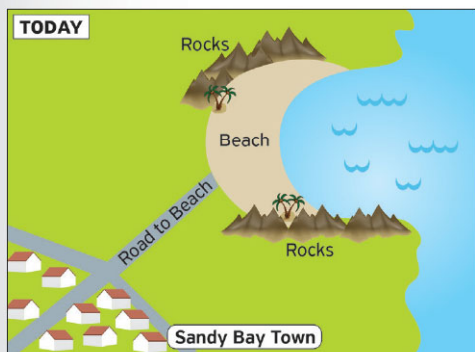 TODAY
Rocks
Beach
Road to Beach
Rocks
Sandy Bay Town